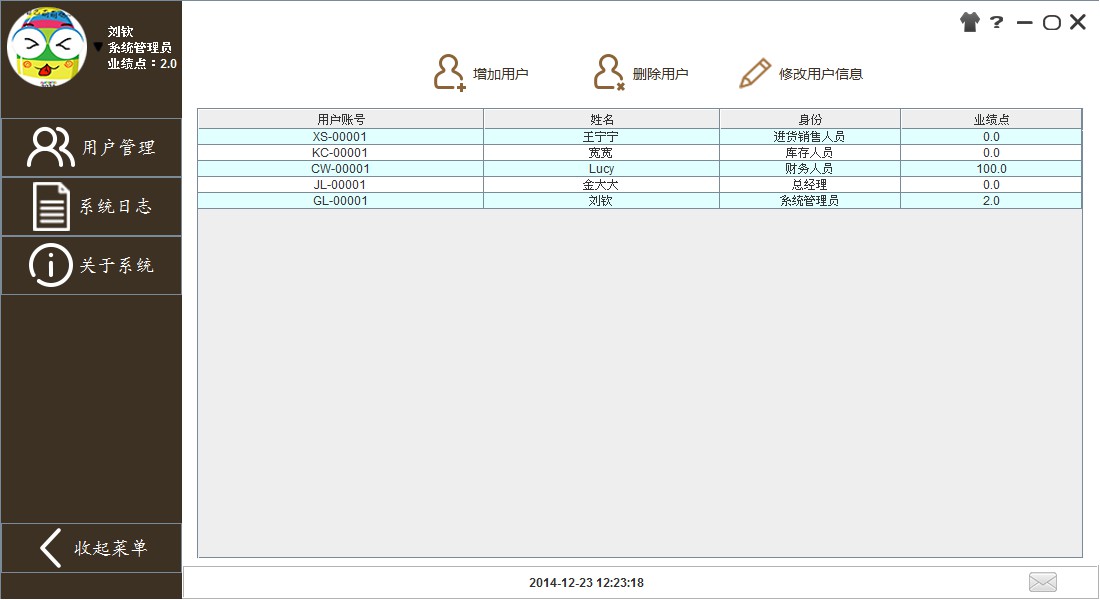 刘钦
系统管理员
业绩点：2.0
?
增加用户 删除用户 修改用户信息
用户管理
系统日志
关于系统
收起菜单
用户账号 姓名 身份 业绩点
XS-00001 王宁宁 进货销售人员 0.0
KC-00001 宽宽 库存人员 0.0
CW-00001 Lucy 财务人员 100.0
JL-00001 金大大 总经理 0.0
GL-00001 刘钦 系统管理员 2.0
2014-12-23 12:23:18